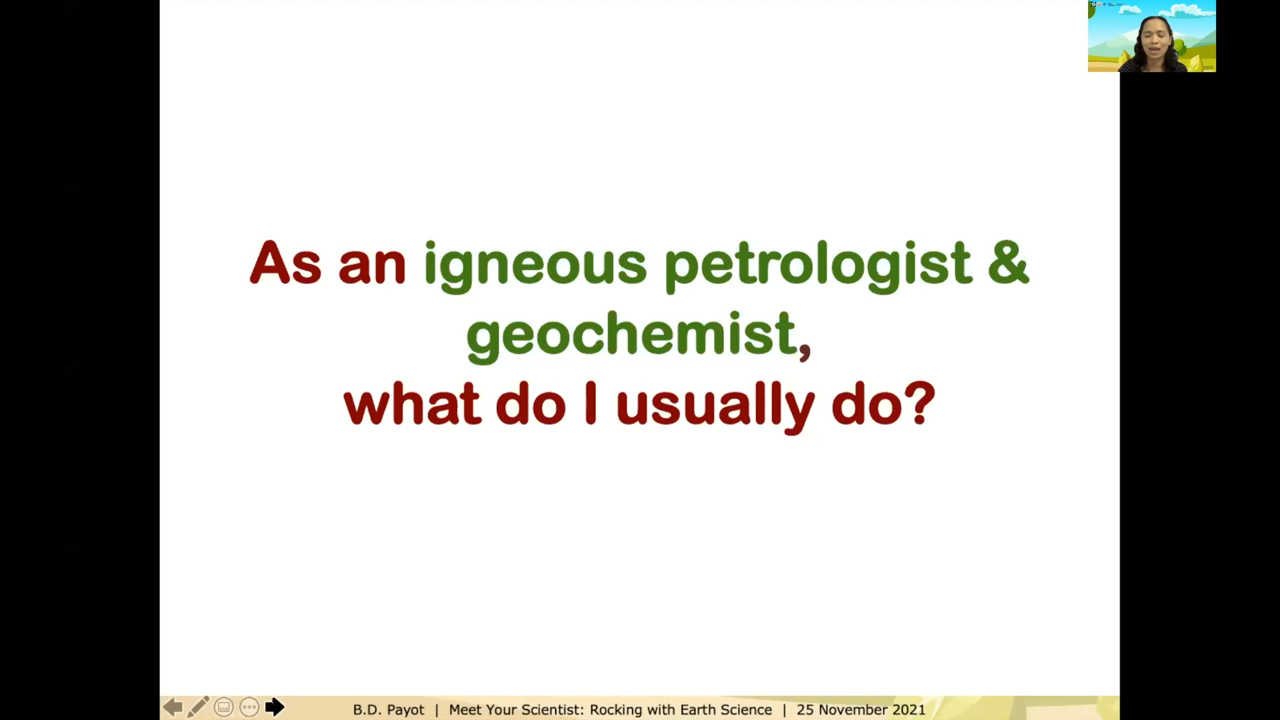 As an igneous petrologist &
geochemist,
what do I usually do?
B.D. Payot | Meet Your Scientist: Rocking with Earth Science | 25 November 2021